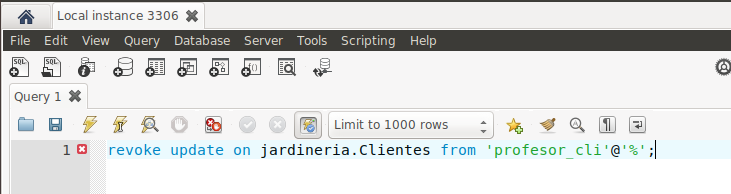 Local instance 3306
File Edit View Query Database Server Tools Scripting Help
Query 1
Limit to 1000 rows
1 revoke update on jardineria.Clientes from 'profesor_cli'@'%';